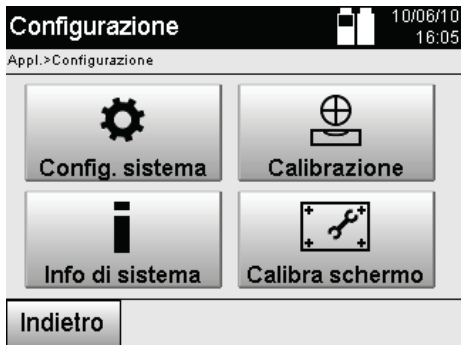 Configurazione
10/06/10
16:05
Appl.>Configurazione
Config. sistema
Calibrazione
Info di sistema
Calibra schermo
Indietro